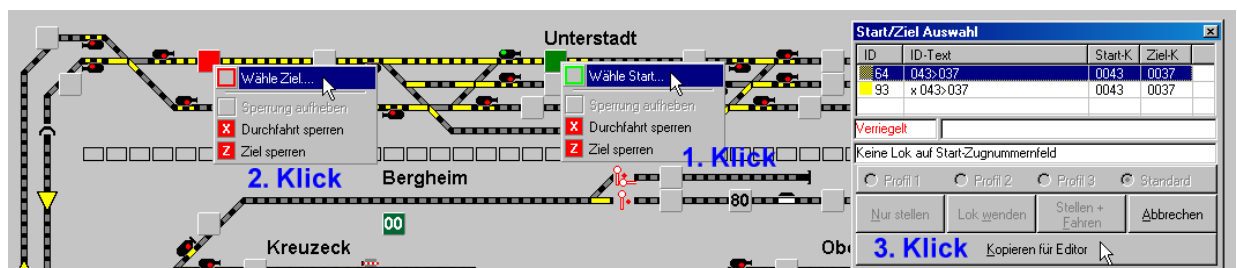 Unterstadt
Wähle Ziel....
Sperrung aufheben
X Durchfahrt sperren
Z Ziel sperren
2. Klick
Wähle Start...
Sperrung aufheben
X Durchfahrt sperren
Z Ziel sperren
1. Klick
Bergheim
80
00
Kreuzeck
Start/Ziel Auswahl
ID ID-Text Start-K Ziel-K
64 043>037 0043 0037
93 x 043>037 0043 0037
Verriegelt
Keine Lok auf Start-Zugnummernfeld
Profil 1 Profil 2 Profil 3 Standard
Nur stellen Lok wenden Stellen + Fahren Abbrechen
3. Klick Kopieren für Editor